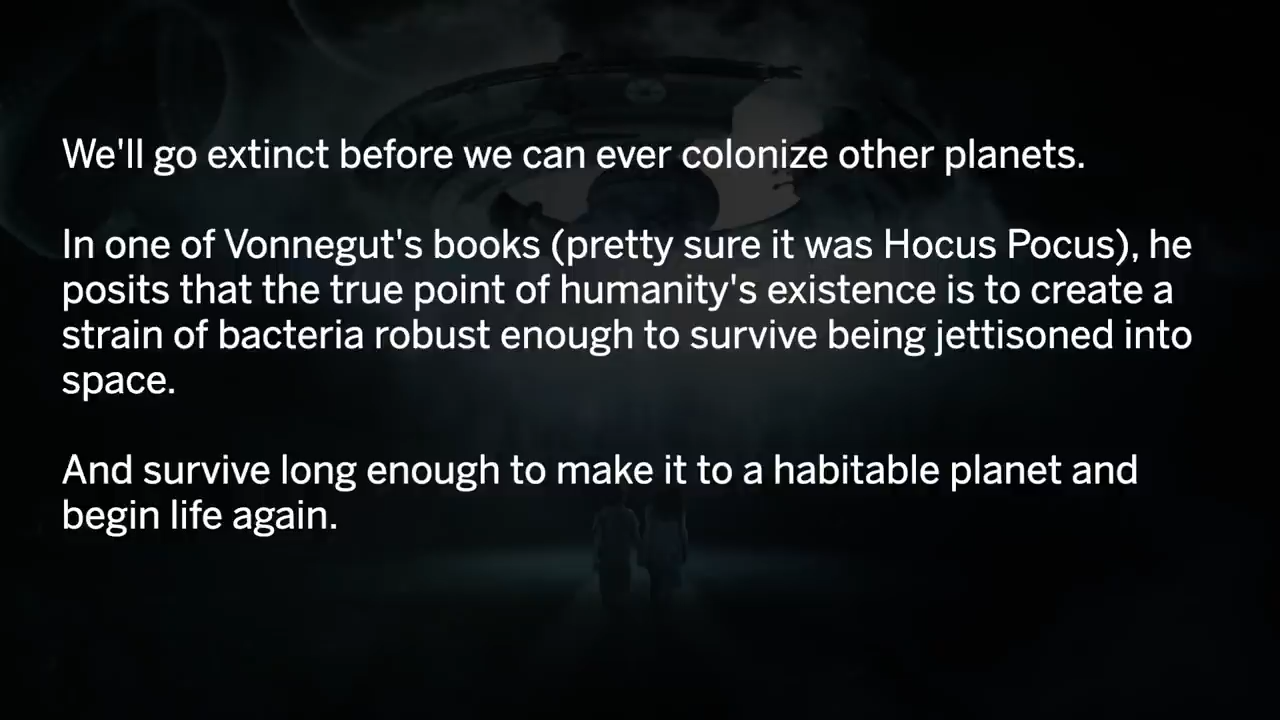 We'll go extinct before we can ever colonize other planets.
In one of Vonnegut's books (pretty sure it was Hocus Pocus), he
posits that the true point of humanity's existence is to create a
strain of bacteria robust enough to survive being jettisoned into
space.
And survive long enough to make it to a habitable planet and
begin life again.